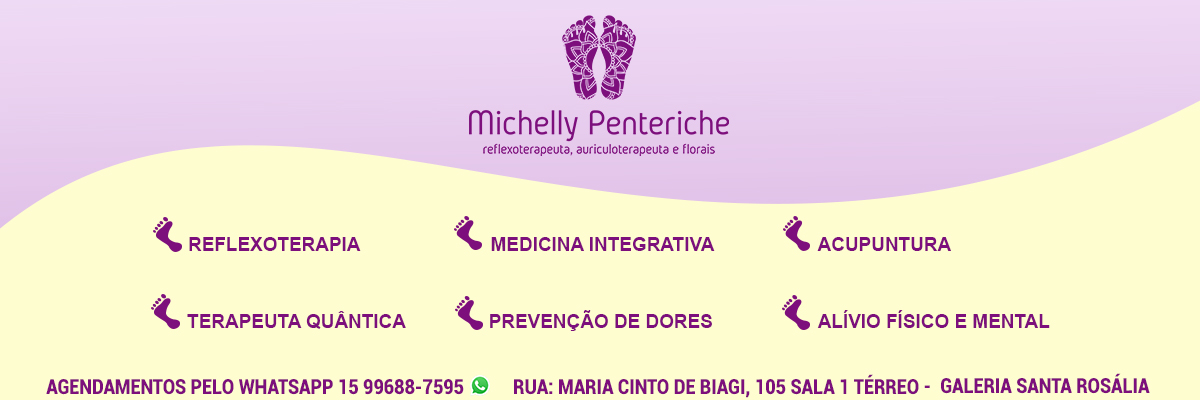 Michelly Penteriche
reflexoterapeuta, auriculoterapeuta e florais
REFLEXOTERAPIA
MEDICINA INTEGRATIVA
ACUPUNTURA
TERAPEUTA QUÂNTICA
PREVENÇÃO DE DORES
ALÍVIO FÍSICO E MENTAL
AGENDAMENTOS PELO WHATSAPP 15 99688-7595
RUA: MARIA CINTO DE BIAGI, 105 SALA 1 TÉRREO - GALERIA SANTA ROSÁLIA